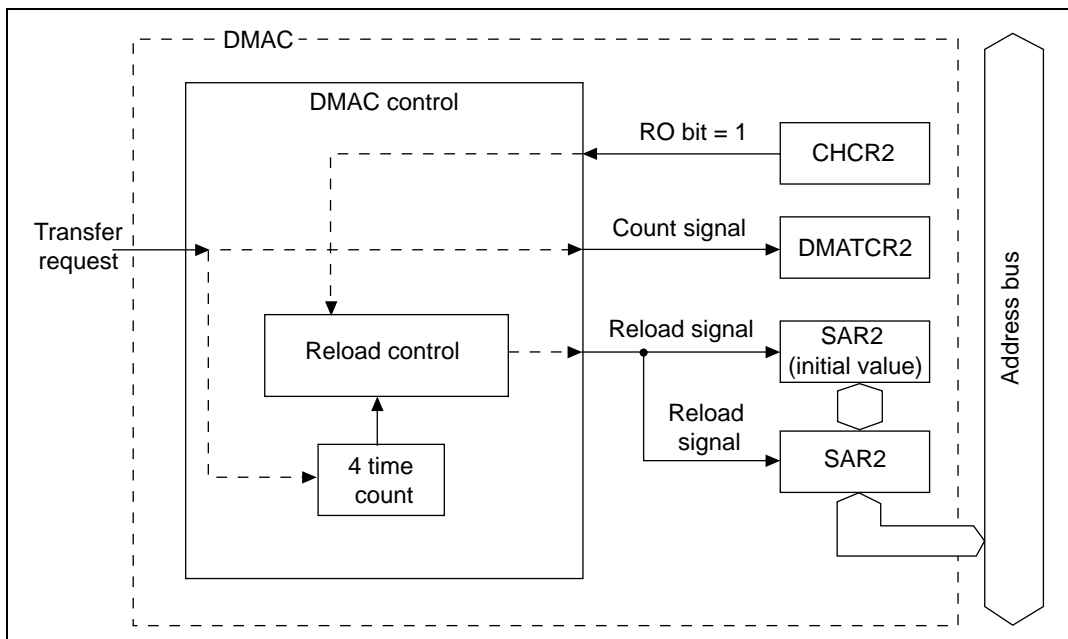 DMAC
DMAC control
RO bit = 1
CHCR2
Transfer
request
Count signal
DMATCR2
Reload control
Reload signal
SAR2
(initial value)
Reload
signal
SAR2
4 time
count
Address bus